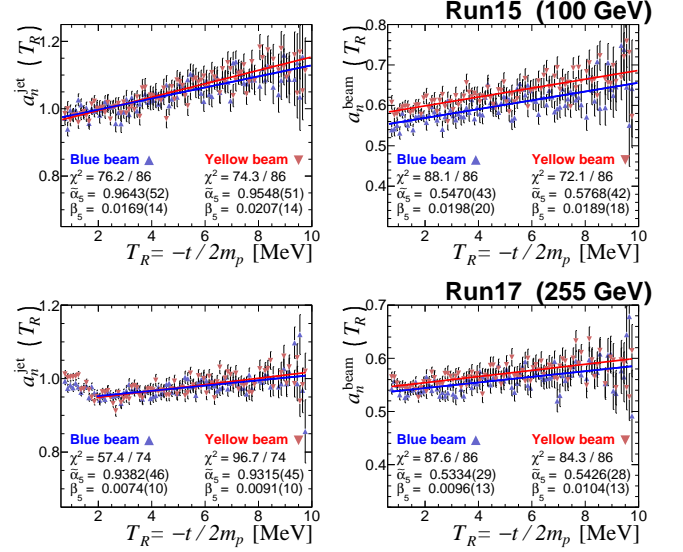 Run15 (100 GeV)
a_n^jet (T_R)
1.2
1.0
0.8
Blue beam ▲ Yellow beam ▼
χ² = 76.2 / 86 χ² = 74.3 / 86
α̃₅ = 0.9643(52) α̃₅ = 0.9548(51)
β̃₅ = 0.0169(14) β̃₅ = 0.0207(14)
2 4 6 8 10
T_R = −t / 2m_p [MeV]
a_n^beam (T_R)
0.8
0.7
0.6
0.5
0.4
Blue beam ▲ Yellow beam ▼
χ² = 88.1 / 86 χ² = 72.1 / 86
α̃₅ = 0.5470(43) α̃₅ = 0.5768(42)
β̃₅ = 0.0198(20) β̃₅ = 0.0189(18)
2 4 6 8 10
T_R = −t / 2m_p [MeV]
Run17 (255 GeV)
a_n^jet (T_R)
1.2
1.0
0.8
Blue beam ▲ Yellow beam ▼
χ² = 57.4 / 74 χ² = 96.7 / 74
α̃₅ = 0.9382(46) α̃₅ = 0.9315(45)
β̃₅ = 0.0074(10) β̃₅ = 0.0091(10)
2 4 6 8 10
T_R = −t / 2m_p [MeV]
a_n^beam (T_R)
0.7
0.6
0.5
0.4
Blue beam ▲ Yellow beam ▼
χ² = 87.6 / 86 χ² = 84.3 / 86
α̃₅ = 0.5334(29) α̃₅ = 0.5426(28)
β̃₅ = 0.0096(13) β̃₅ = 0.0104(13)
2 4 6 8 10
T_R = −t / 2m_p [MeV]